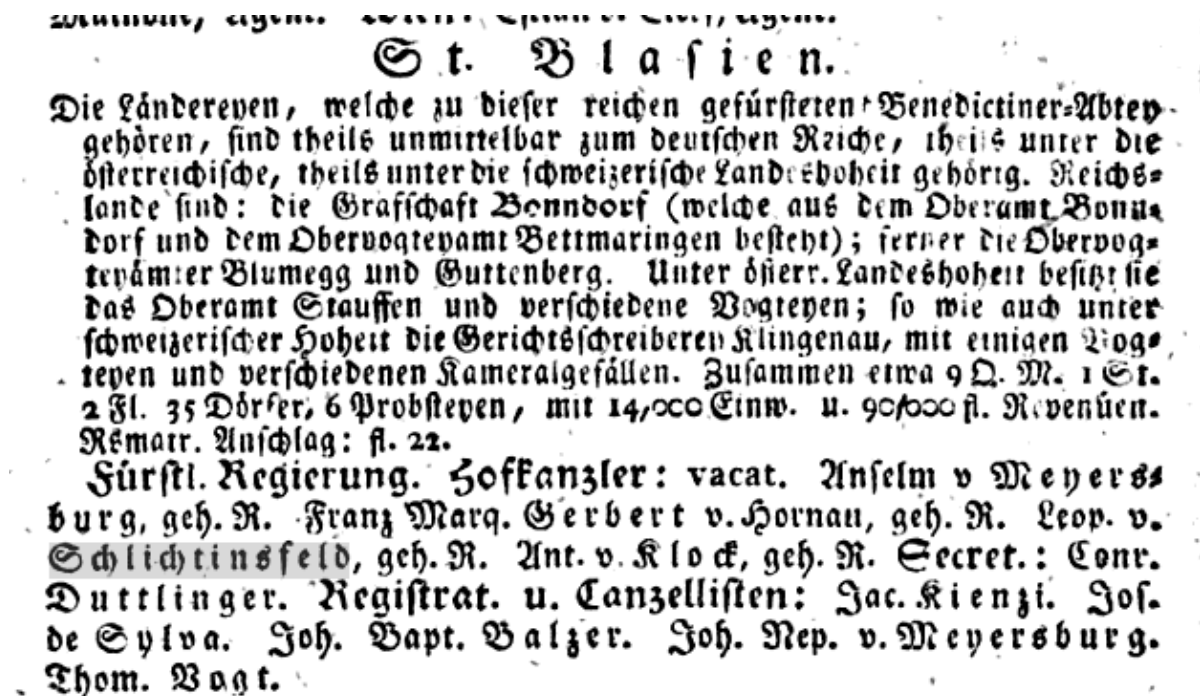 St. Blasien.
Die Ländereyen, welche zu dieser reichen gefürsteten Benedictiner-Abtey
gehören, sind theils unmittelbar zum deutschen Reiche, theils unter die
österreichische, theils unter die schweizerische Landeshoheit gehörig. Reichs-
lande sind: die Grafschaft Bonndorf (welche aus dem Oberamt Bonn-
dorf und dem Obervogteyamt Bettmaringen besteht); ferner die Obervog-
teyämter Blumegg und Guttenberg. Unter österr. Landeshoheit besitzt sie
das Oberamt Stauffen und verschiedene Vogteyen; so wie auch unter
schweizerischer Hoheit die Gerichtsschreiberey Klingenau, mit einigen Vog-
teyen und verschiedenen Kameralgefällen. Zusammen etwa 9 Q. M. 1 St.
2 Fl. 35 Dörfer, 6 Probsteyen, mit 14,000 Einw. u. 90,000 fl. Revenüen.
Rsmatr. Anschlag: fl. 22.
Fürstl. Regierung. Hofkanzler: vacat. Anselm v Meyers-
burg, geh. R. Franz Marq. Gerbert v. Hornau, geh. R. Leop. v.
Schlichtinsfeld, geh. R. Ant. v. Klock, geh. R. Secret.: Conr.
Duttlinger. Registrat. u. Canzellisten: Jac. Kienzi. Jos.
de Sylva. Joh. Bapt. Balzer. Joh. Nep. v. Meyersburg.
Thom. Vogt.